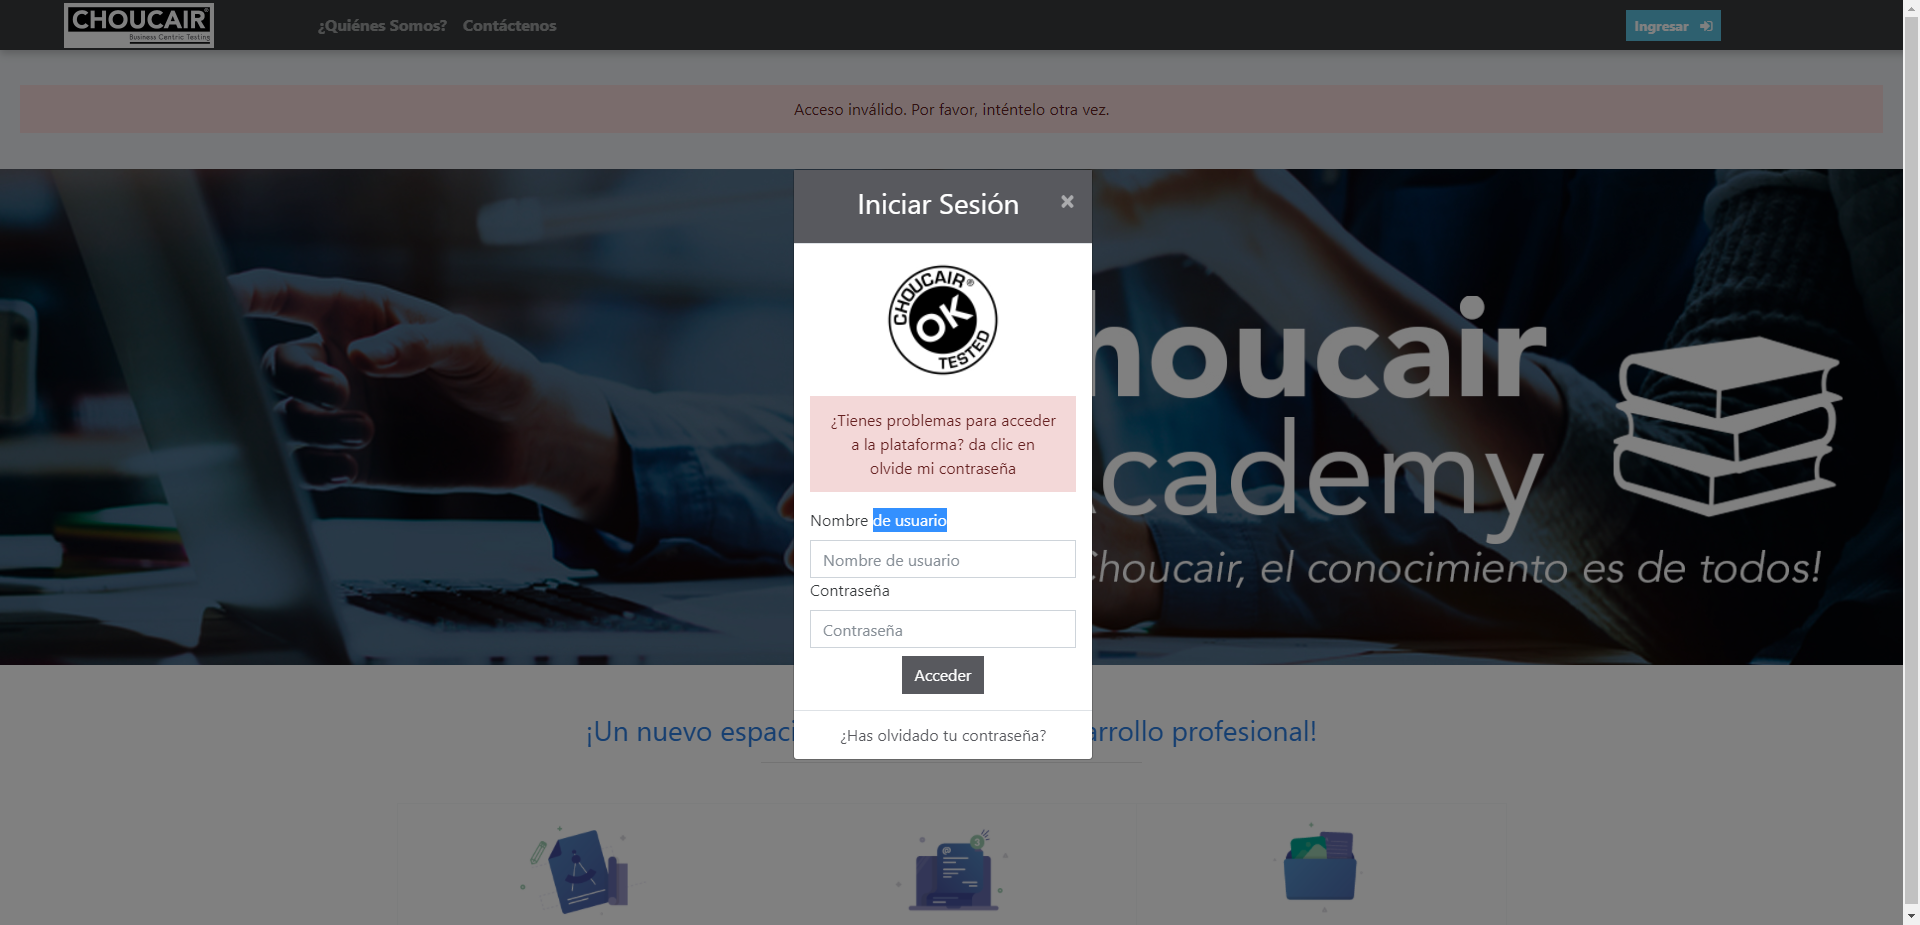 CHOUCAIR®
Business Centric Testing
¿Quiénes Somos? Contáctenos
Ingresar
Acceso inválido. Por favor, inténtelo otra vez.
Iniciar Sesión
×
CHOUCAIR®
OK
TESTED
¿Tienes problemas para acceder
a la plataforma? da clic en
olvide mi contraseña
Nombre de usuario
Nombre de usuario
Contraseña
Contraseña
Acceder
¿Has olvidado tu contraseña?
houcair
cademy
houcair, el conocimiento es de todos!
¡Un nuevo espaci
arrollo profesional!
3